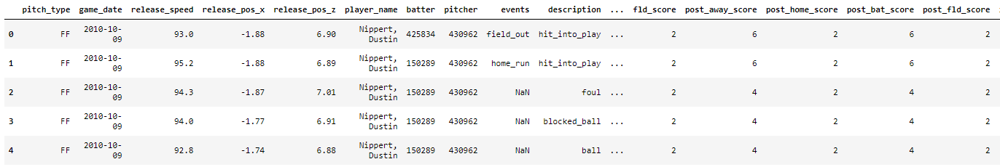 pitch_type game_date release_speed release_pos_x release_pos_z player_name batter pitcher events description ... fld_score post_away_score post_home_score post_bat_score post_fld_score
0 FF 2010-10-09 93.0 -1.88 6.90 Nippert, Dustin 425834 430962 field_out hit_into_play ... 2 6 2 6 2
1 FF 2010-10-09 95.2 -1.88 6.89 Nippert, Dustin 150289 430962 home_run hit_into_play ... 2 6 2 6 2
2 FF 2010-10-09 94.3 -1.87 7.01 Nippert, Dustin 150289 430962 NaN foul ... 2 4 2 4 2
3 FF 2010-10-09 94.0 -1.77 6.91 Nippert, Dustin 150289 430962 NaN blocked_ball ... 2 4 2 4 2
4 FF 2010-10-09 92.8 -1.74 6.88 Nippert, Dustin 150289 430962 NaN ball ... 2 4 2 4 2